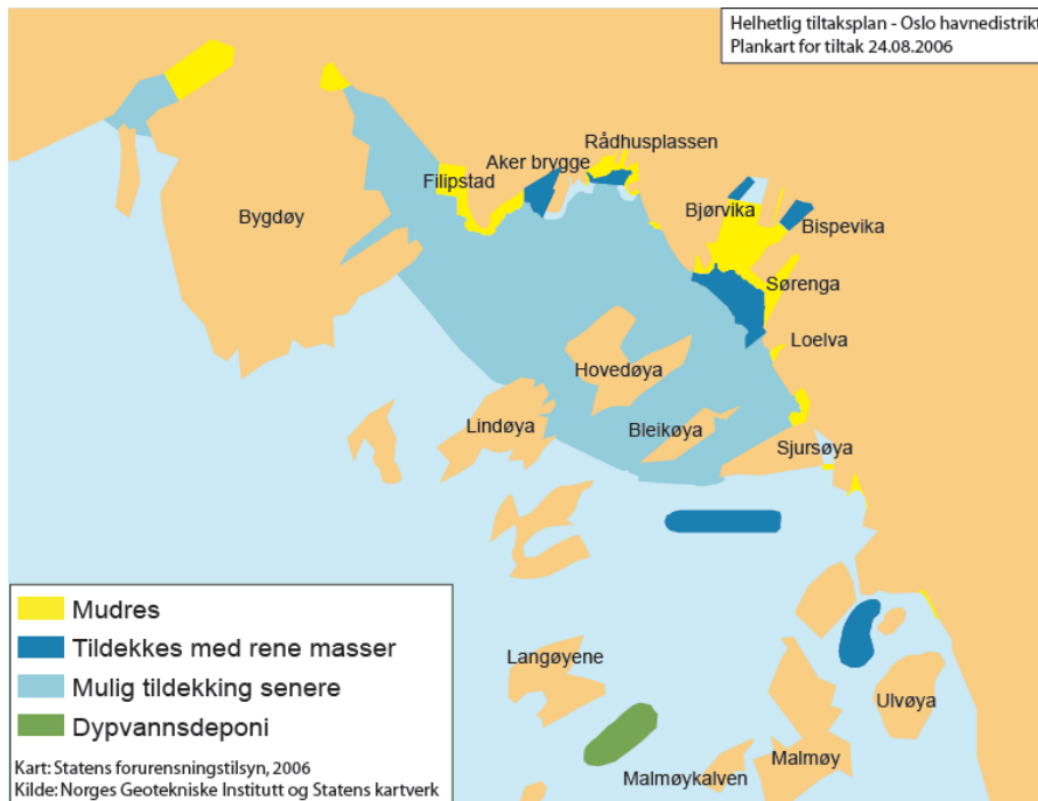 Helhetlig tiltaksplan - Oslo havnedistrikt
Plankart for tiltak 24.08.2006
Rådhusplassen
Aker brygge
Filipstad
Bygdøy
Bjørvika
Bispevika
Sørenga
Loelva
Hovedøya
Lindøya
Bleikøya
Sjursøya
Mudres
Tildekkes med rene masser
Mulig tildekking senere
Dypvannsdeponi
Kart: Statens forurensningstilsyn, 2006
Kilde: Norges Geotekniske Institutt og Statens kartverk
Langøyene
Ulvøya
Malmøy
Malmøykalven